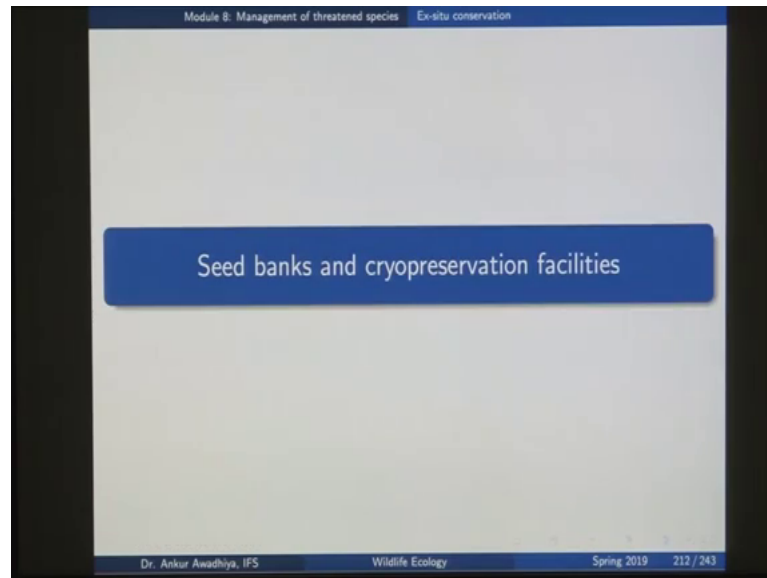 Module 8: Management of threatened species Ex-situ conservation
Seed banks and cryopreservation facilities
Dr. Ankur Awadhiya, IFS Wildlife Ecology Spring 2019 212 / 243